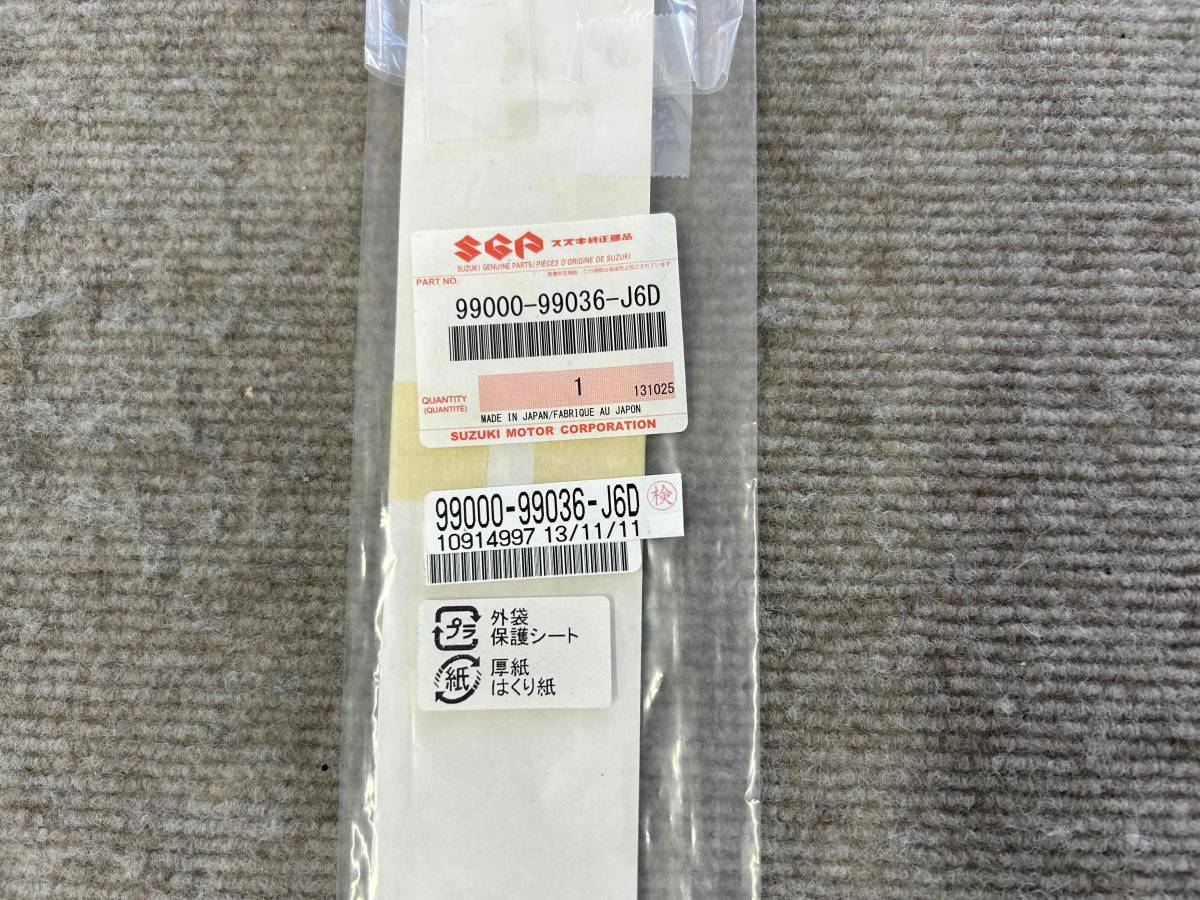 SGP スズキ純正部品
SUZUKI GENUINE PARTS/PIÈCES D'ORIGINE DE SUZUKI
PART NO.
99000-99036-J6D
QUANTITY
(QUANTITÉ)
1
131025
MADE IN JAPAN/FABRIQUE AU JAPON
SUZUKI MOTOR CORPORATION
99000-99036-J6D
検
10914997 13/11/11
プラ
外袋
保護シート
紙
厚紙
はくり紙